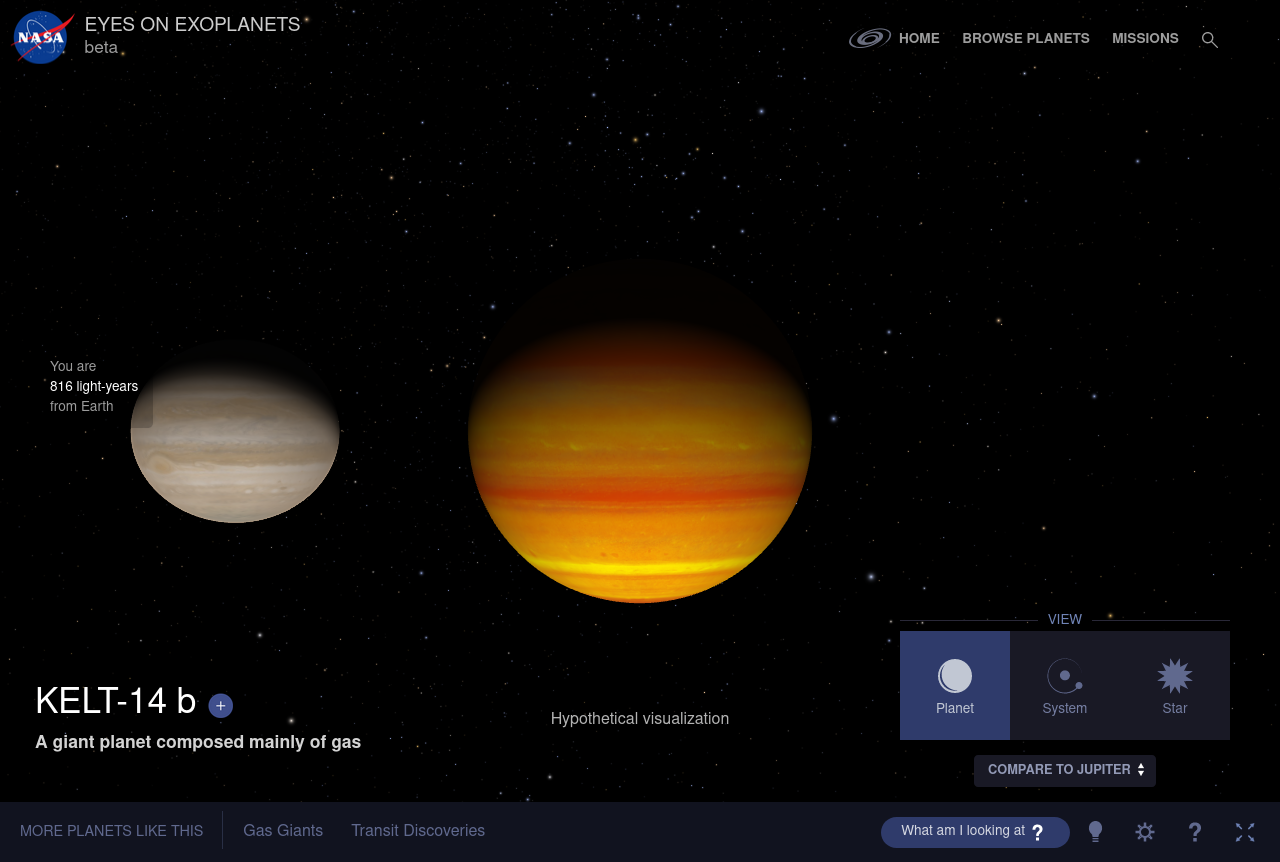 NASA
EYES ON EXOPLANETS
beta
HOME
BROWSE PLANETS
MISSIONS
You are
816 light-years
from Earth
KELT-14 b +
A giant planet composed mainly of gas
Hypothetical visualization
VIEW
Planet
System
Star
COMPARE TO JUPITER
MORE PLANETS LIKE THIS
Gas Giants
Transit Discoveries
What am I looking at ?
?